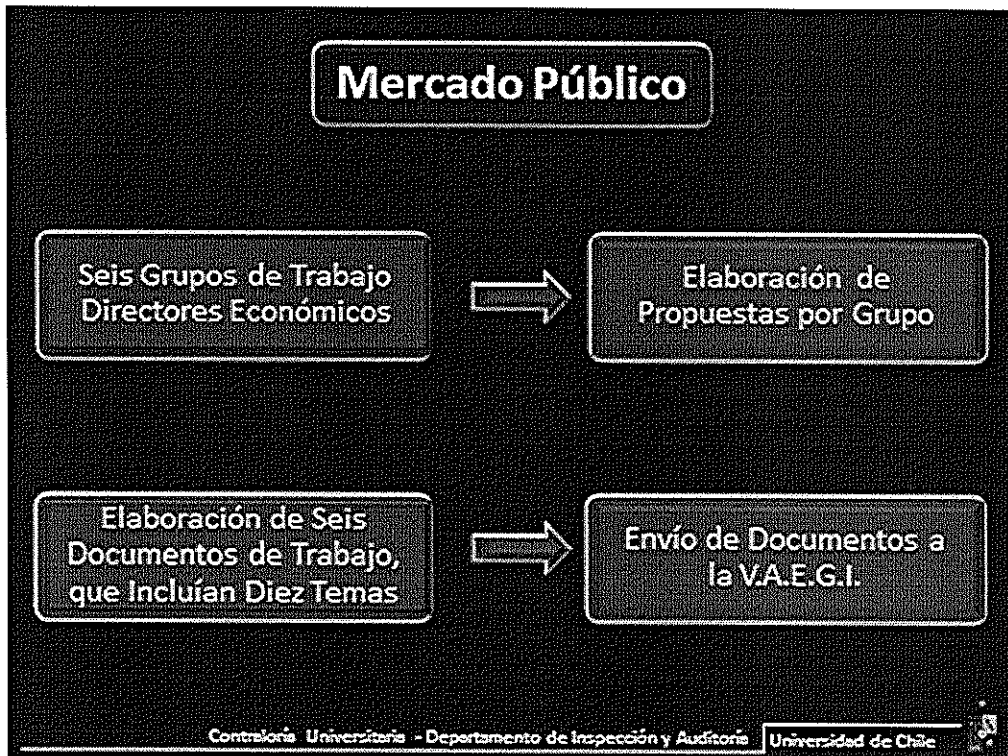 Mercado Público
Seis Grupos de Trabajo
Directores Económicos
Elaboración de
Propuestas por Grupo
Elaboración de Seis
Documentos de Trabajo,
que Incluían Diez Temas
Envío de Documentos a
la V.A.E.G.I.
Contraloría Universitaria - Departamento de Inspección y Auditoría
Universidad de Chile